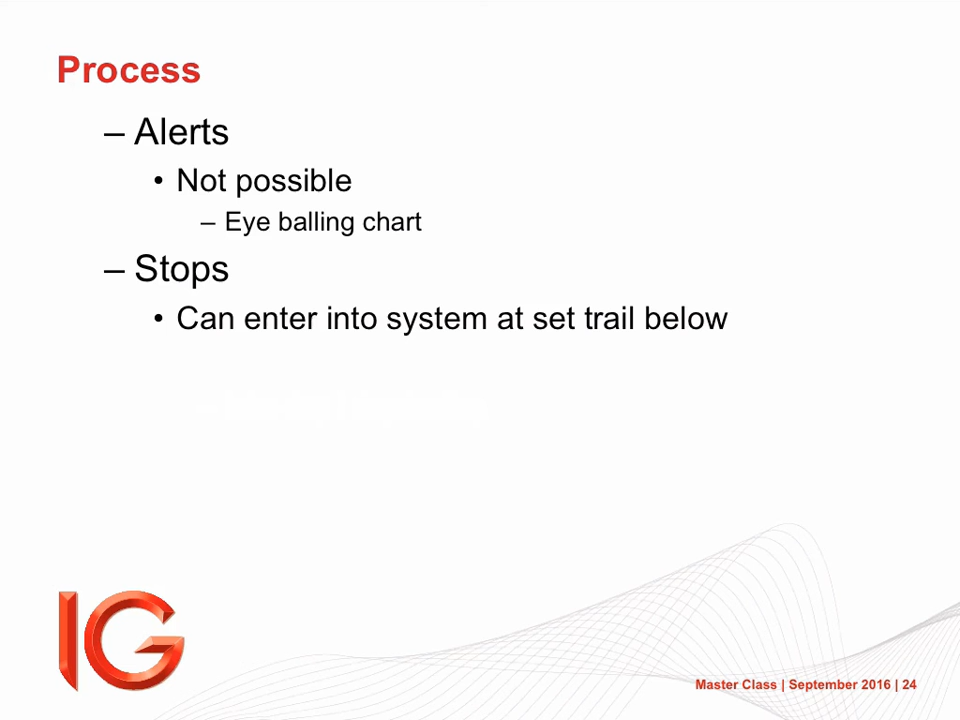 Process
– Alerts
• Not possible
– Eye balling chart
– Stops
• Can enter into system at set trail below
IG
Master Class | September 2016 | 24